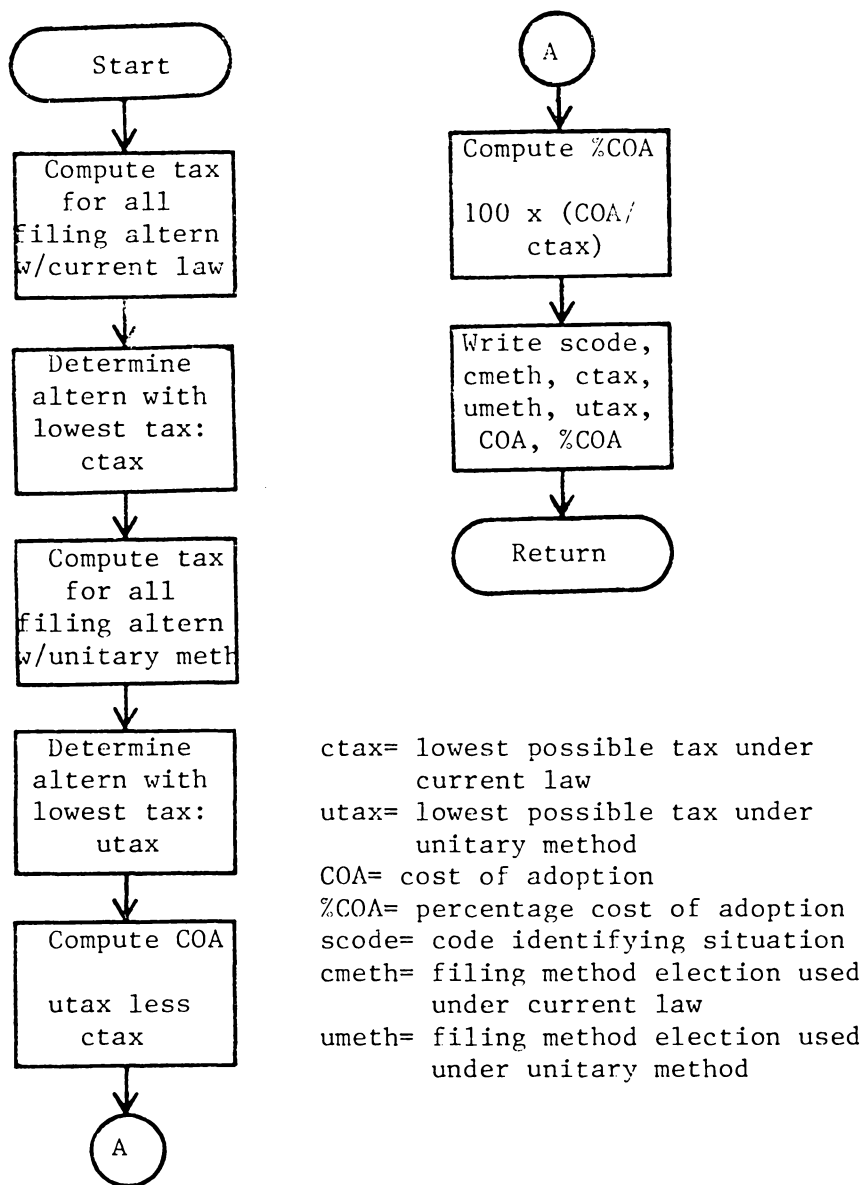 Start
Compute tax
for all
filing altern
w/current law
Determine
altern with
lowest tax:
ctax
Compute tax
for all
filing altern
w/unitary meth
Determine
altern with
lowest tax:
utax
Compute COA
utax less
ctax
A
A
Compute %COA
100 x (COA/
ctax)
Write scode,
cmeth, ctax,
umeth, utax,
COA, %COA
Return
ctax= lowest possible tax under
current law
utax= lowest possible tax under
unitary method
COA= cost of adoption
%COA= percentage cost of adoption
scode= code identifying situation
cmeth= filing method election used
under current law
umeth= filing method election used
under unitary method